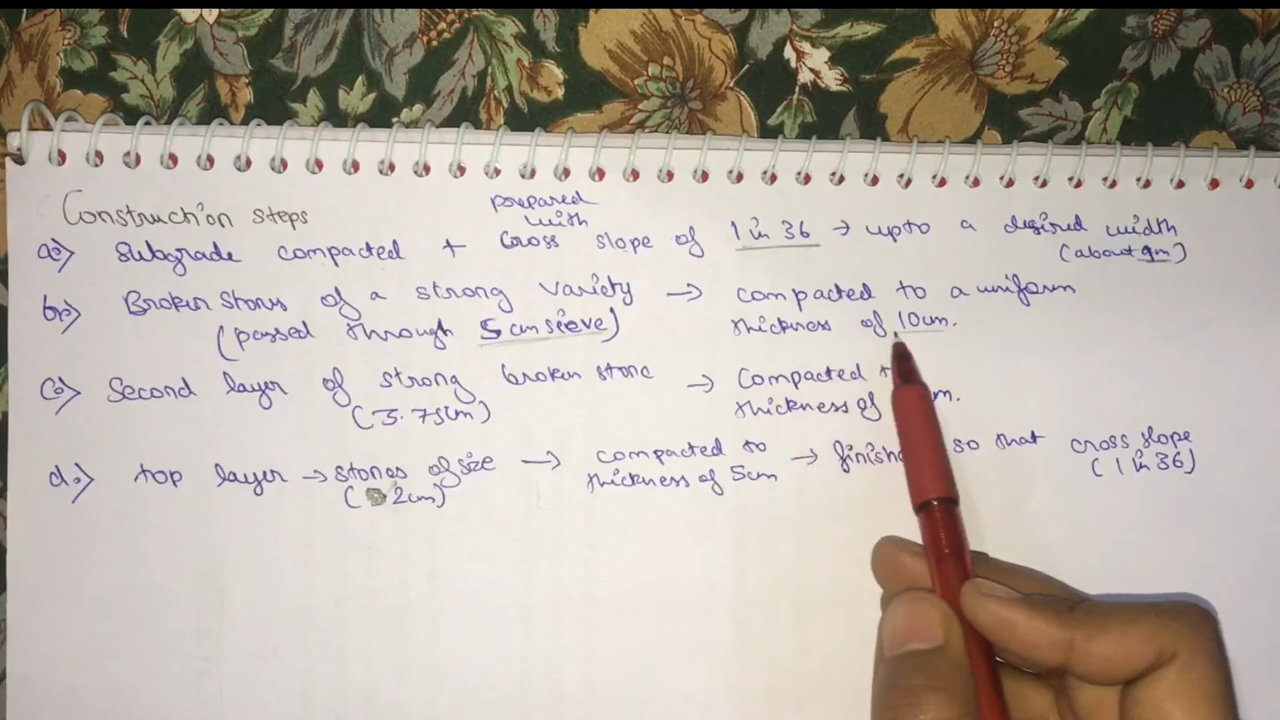 Construction steps
a.) Subgrade compacted + prepared with cross slope of 1 in 36 → upto a desired width
(about 9m)
b.) Broken stones of a strong variety → compacted to a uniform
(passed through 5 cm sieve) thickness of 10cm.
c.) Second layer of strong broken stone → compacted
(3.75cm) thickness of
d.) top layer → stones of size → compacted to → so that cross slope
(2cm) thickness of 5cm (1 in 36)